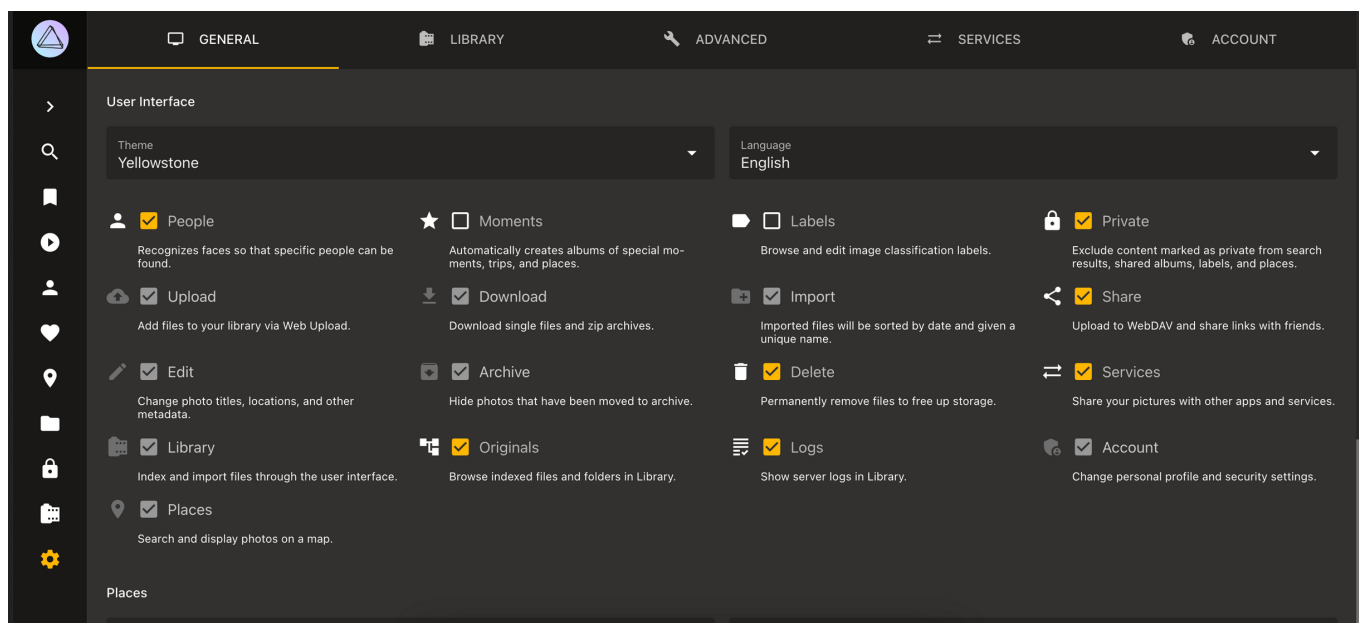 GENERAL
LIBRARY
ADVANCED
SERVICES
ACCOUNT
User Interface
Theme
Yellowstone
Language
English
People
Recognizes faces so that specific people can be
found.
Moments
Automatically creates albums of special mo-
ments, trips, and places.
Labels
Browse and edit image classification labels.
Private
Exclude content marked as private from search
results, shared albums, labels, and places.
Upload
Add files to your library via Web Upload.
Download
Download single files and zip archives.
Import
Imported files will be sorted by date and given a
unique name.
Share
Upload to WebDAV and share links with friends.
Edit
Change photo titles, locations, and other
metadata.
Archive
Hide photos that have been moved to archive.
Delete
Permanently remove files to free up storage.
Services
Share your pictures with other apps and services.
Library
Index and import files through the user interface.
Originals
Browse indexed files and folders in Library.
Logs
Show server logs in Library.
Account
Change personal profile and security settings.
Places
Search and display photos on a map.
Places